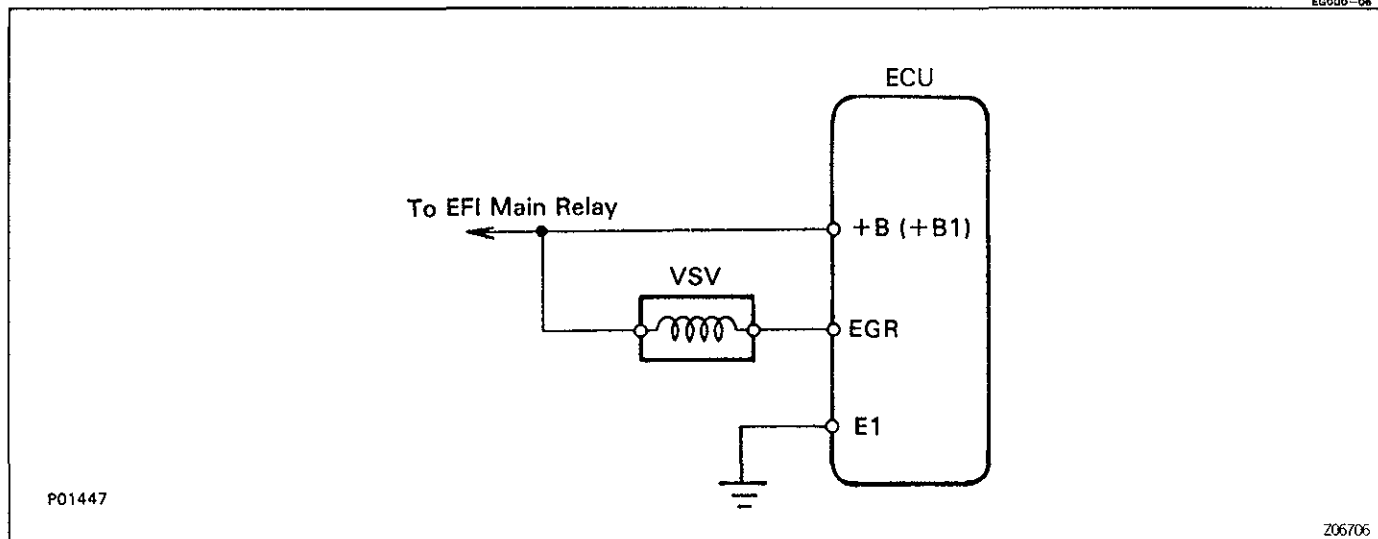 ECU
To EFI Main Relay
+B (+B1)
VSV
EGR
E1
P01447
Z06706